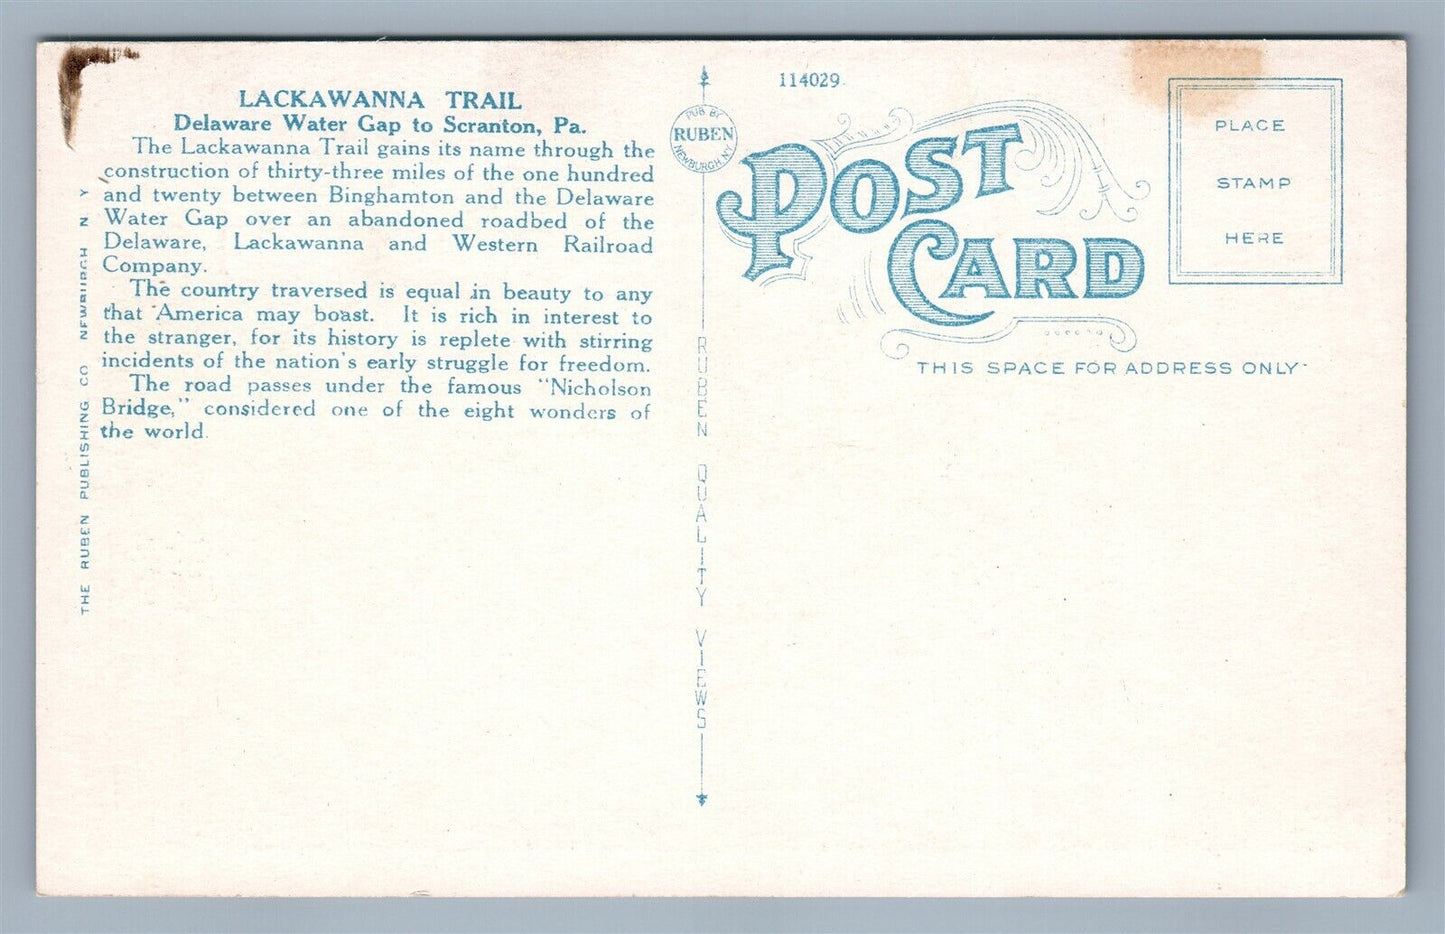 LACKAWANNA TRAIL
Delaware Water Gap to Scranton, Pa.
The Lackawanna Trail gains its name through the
construction of thirty-three miles of the one hundred
and twenty between Binghamton and the Delaware
Water Gap over an abandoned roadbed of the
Delaware, Lackawanna and Western Railroad
Company.
The country traversed is equal in beauty to any
that America may boast. It is rich in interest to
the stranger, for its history is replete with stirring
incidents of the nation's early struggle for freedom.
The road passes under the famous "Nicholson
Bridge," considered one of the eight wonders of
the world.
THE RUBEN PUBLISHING CO NEWBURGH N Y
PUB BY
RUBEN
NEWBURGH, N.Y.
RUBEN QUALITY VIEWS
114029
POST
CARD
PLACE
STAMP
HERE
THIS SPACE FOR ADDRESS ONLY